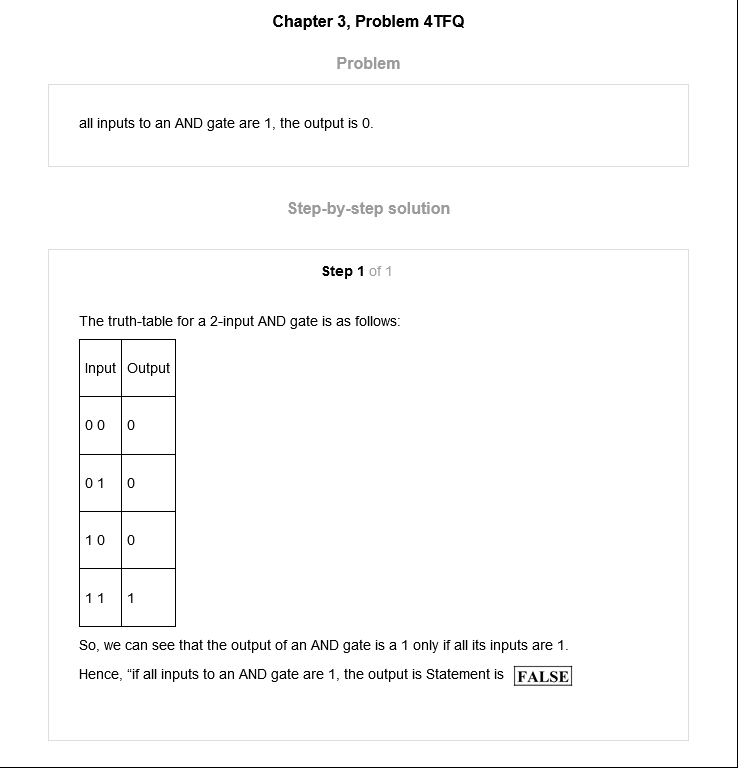 Chapter 3, Problem 4TFQ
Problem
all inputs to an AND gate are 1, the output is 0.
Step-by-step solution
Step 1 of 1
The truth-table for a 2-input AND gate is as follows:
Input Output
0 0 0
0 1 0
1 0 0
1 1 1
So, we can see that the output of an AND gate is a 1 only if all its inputs are 1.
Hence, “if all inputs to an AND gate are 1, the output is Statement is FALSE